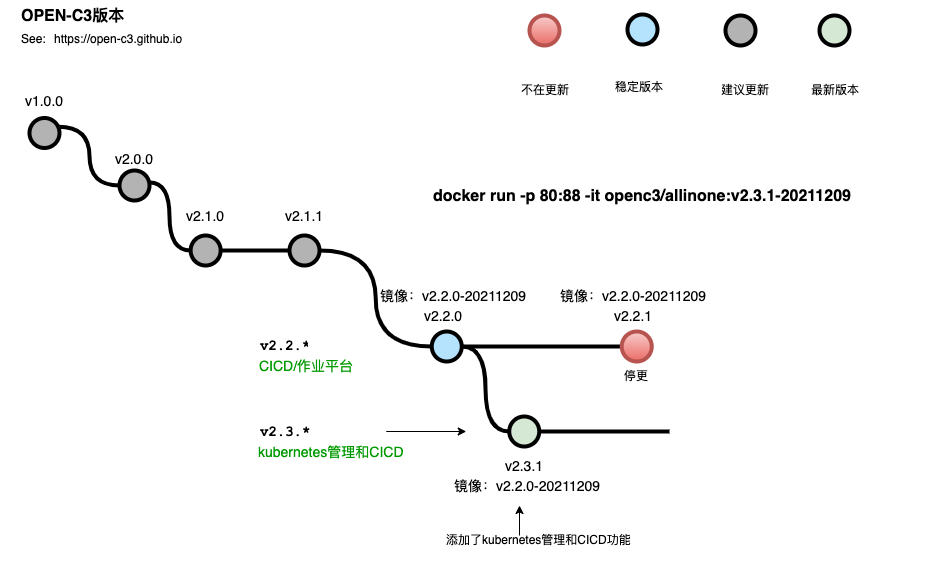 OPEN-C3版本
See: https://open-c3.github.io
不在更新
稳定版本
建议更新
最新版本
v1.0.0
v2.0.0
docker run -p 80:88 -it openc3/allinone:v2.3.1-20211209
v2.1.0
v2.1.1
镜像：v2.2.0-20211209
v2.2.0
镜像：v2.2.0-20211209
v2.2.1
停更
v2.2.*
CICD/作业平台
v2.3.*
kubernetes管理和CICD
v2.3.1
镜像：v2.2.0-20211209
添加了kubernetes管理和CICD功能